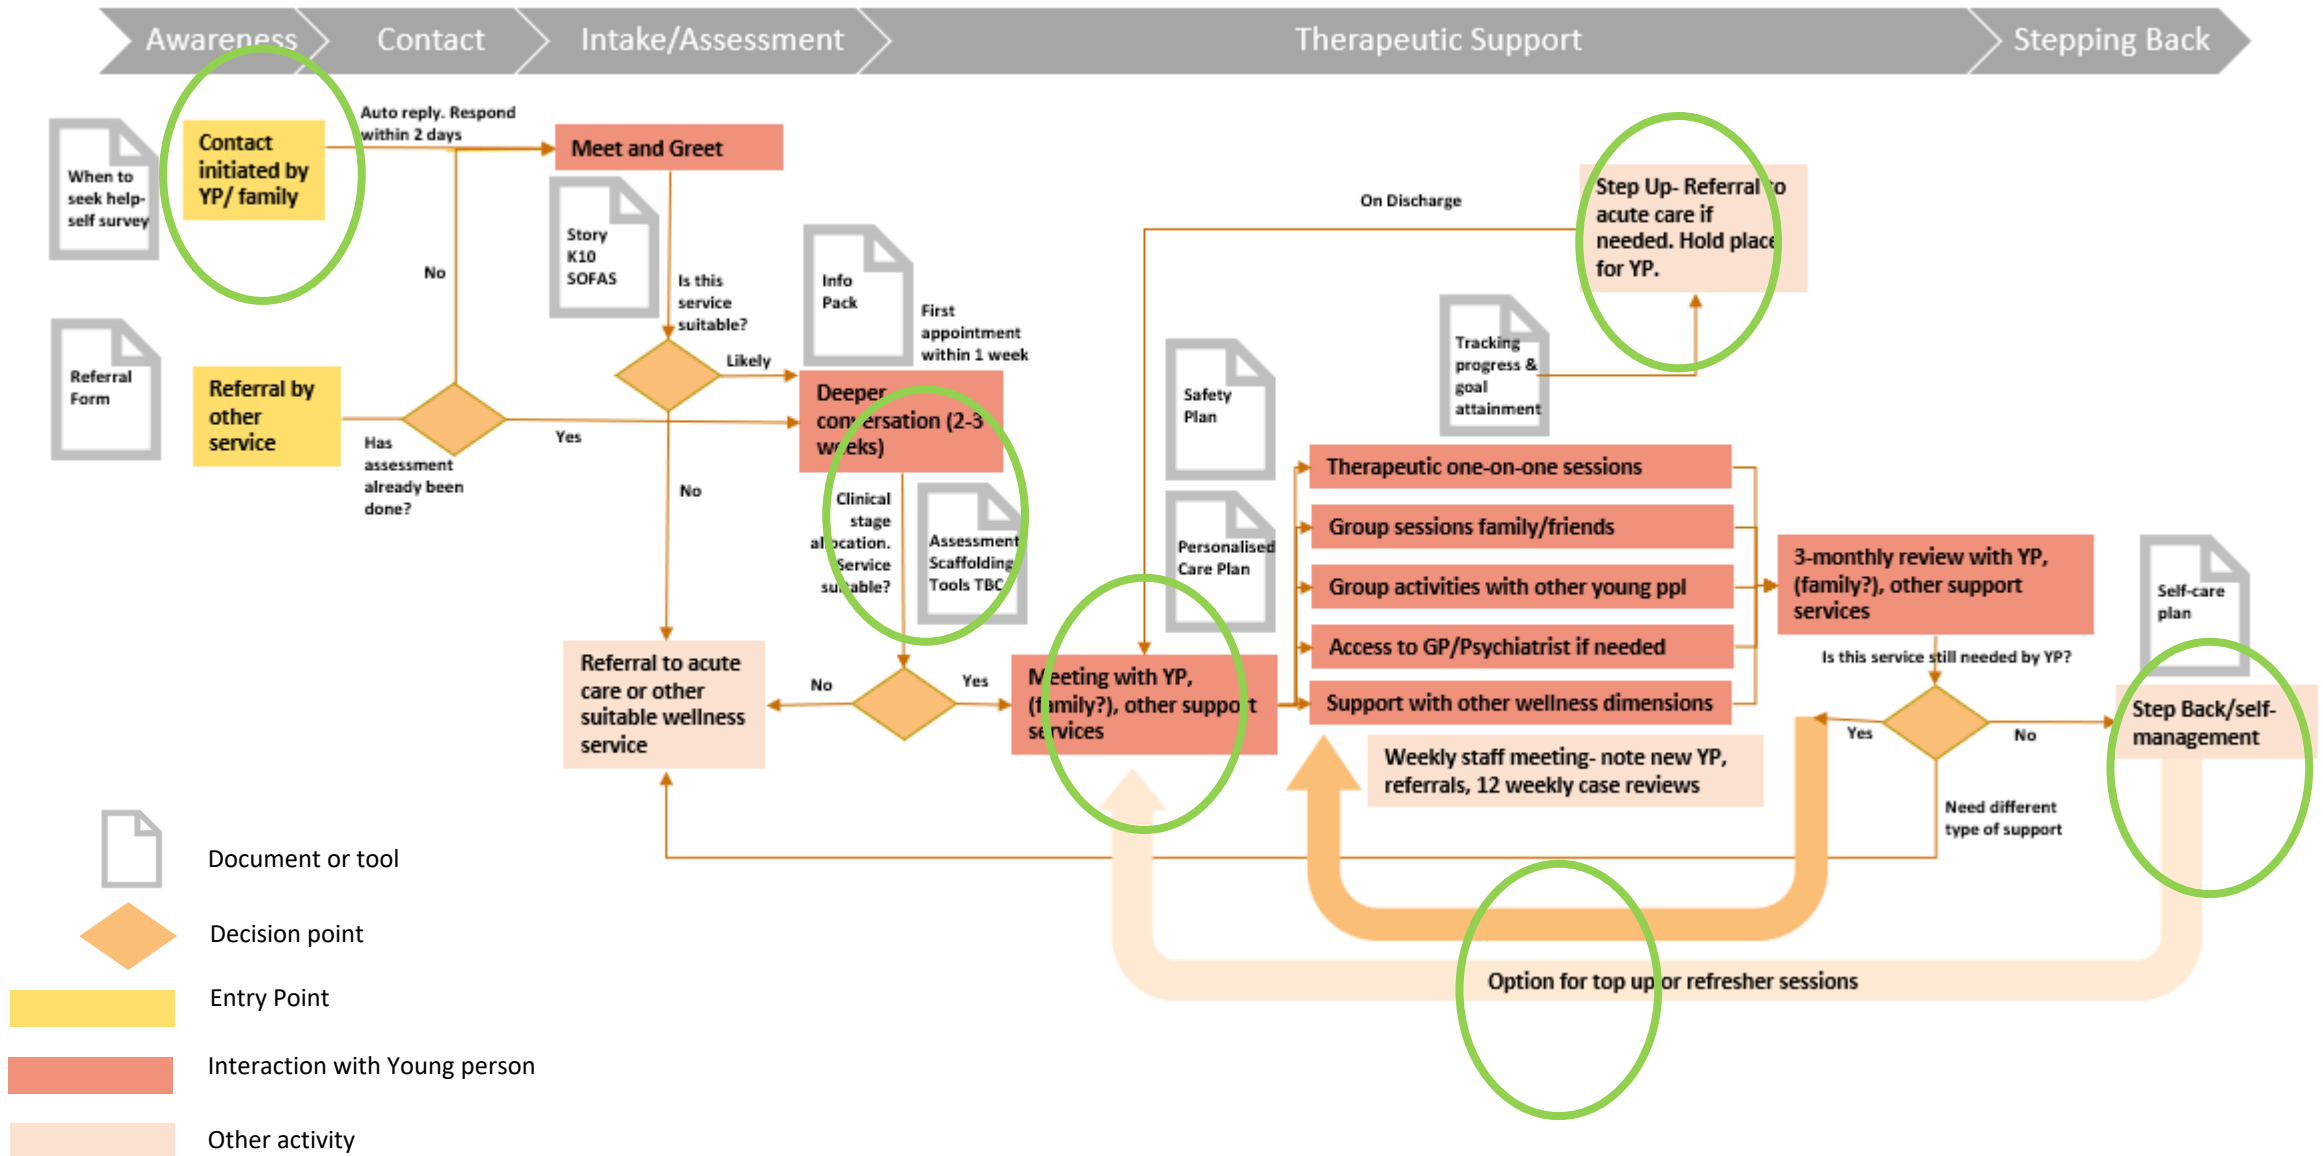 Awareness
Contact
Intake/Assessment
Therapeutic Support
Stepping Back
When to
seek help-
self survey
Contact
initiated by
YP/ family
Auto reply. Respond
within 2 days
Meet and Greet
No
Story
K10
SOFAS
Is this
service
suitable?
Info
Pack
First
appointment
within 1 week
Likely
Referral
Form
Referral by
other
service
Has
assessment
already been
done?
Yes
Deeper
conversation (2-3
weeks)
No
Clinical
stage
allocation.
Service
suitable?
Assessment
Scaffolding
Tools TBC
Referral to acute
care or other
suitable wellness
service
No
Yes
Meeting with YP,
(family?), other support
services
On Discharge
Step Up- Referral to
acute care if
needed. Hold place
for YP.
Tracking
progress &
goal
attainment
Safety
Plan
Personalised
Care Plan
Therapeutic one-on-one sessions
Group sessions family/friends
Group activities with other young ppl
Access to GP/Psychiatrist if needed
Support with other wellness dimensions
Weekly staff meeting- note new YP,
referrals, 12 weekly case reviews
3-monthly review with YP,
(family?), other support
services
Is this service still needed by YP?
Yes
No
Self-care
plan
Step Back/self-
management
Need different
type of support
Option for top up or refresher sessions
Document or tool
Decision point
Entry Point
Interaction with Young person
Other activity